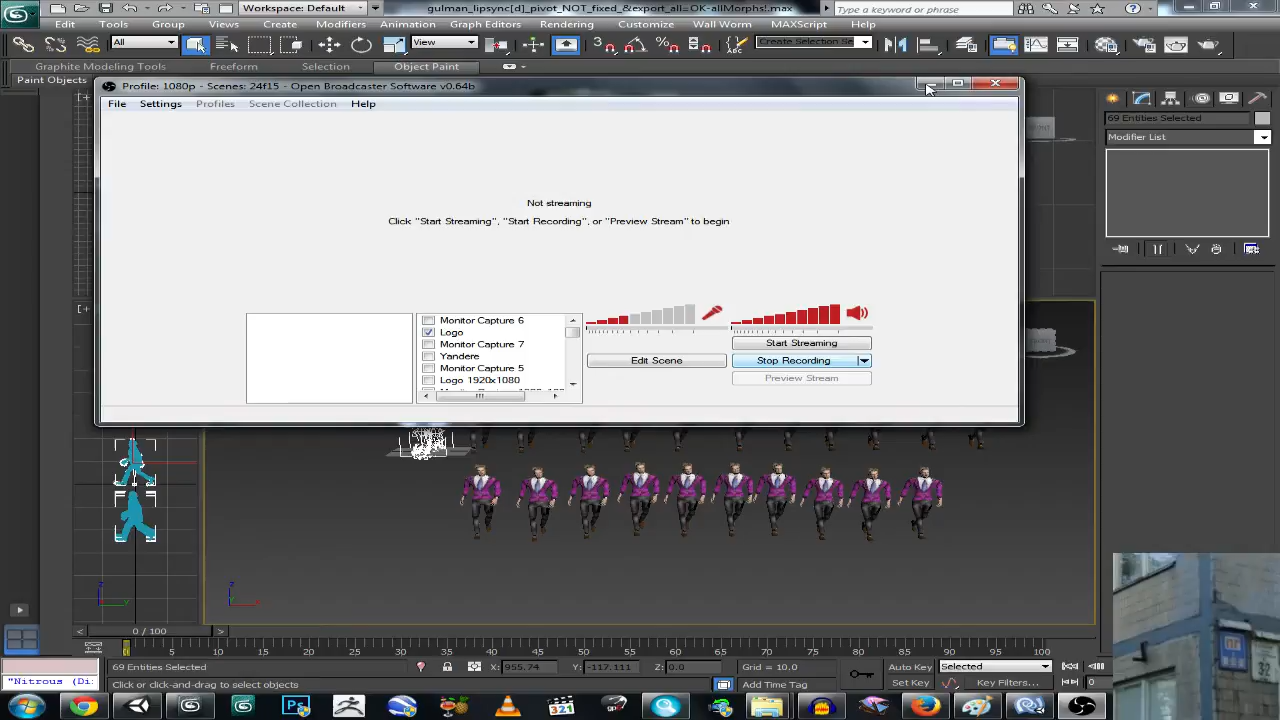 Workspace: Default
gulman_lipsync[d]_pivot_NOT_fixed_&export_all=OK-allMorphs!.max
Type a keyword or phrase
Edit Tools Group Views Create Modifiers Animation Graph Editors Rendering Customize Wall Worm MAXScript Help
All
View
3
%
Create Selection Se
Graphite Modeling Tools Freeform Selection Object Paint
Paint Objects
Profile: 1080p - Scenes: 24f15 - Open Broadcaster Software v0.64b
File Settings Profiles Scene Collection Help
69 Entities Selected
Modifier List
Not streaming
Click "Start Streaming", "Start Recording", or "Preview Stream" to begin
Monitor Capture 6
Logo
Monitor Capture 7
Yandere
Monitor Capture 5
Logo 1920x1080
Edit Scene
Start Streaming
Stop Recording
Preview Stream
FRONT
0 / 100
0 5 10 15 20 25 30 35 40 45 50 55 60 65 70 75 80 85 90 95 100
69 Entities Selected
X: 955.74 Y: -117.111 Z: 0.0 Grid = 10.0
Auto Key Selected
"Nitrous (Di:
Click or click-and-drag to select objects
Add Time Tag
Set Key Key Filters... 0
32
Ps
321